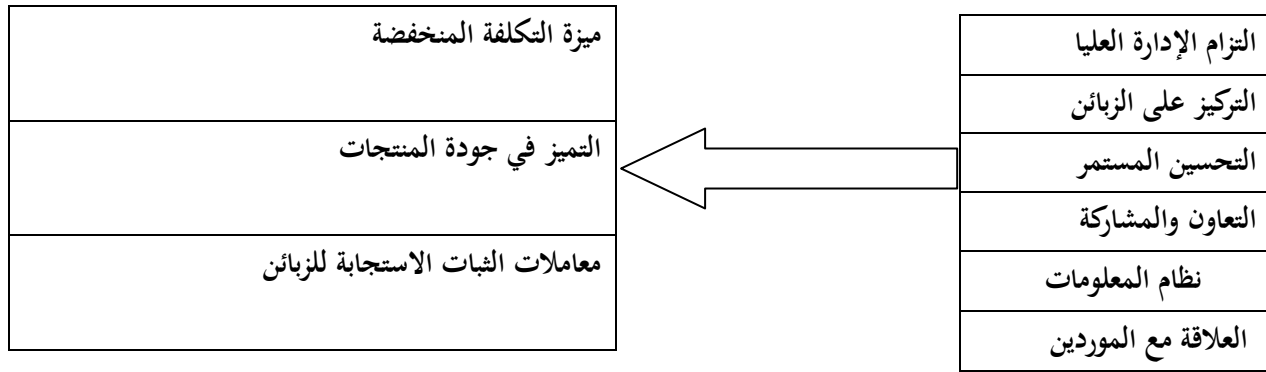 التزام الإدارة العليا
التركيز على الزبائن
التحسين المستمر
التعاون والمشاركة
نظام المعلومات
العلاقة مع الموردين
ميزة التكلفة المنخفضة
التميز في جودة المنتجات
معاملات الثبات الاستجابة للزبائن